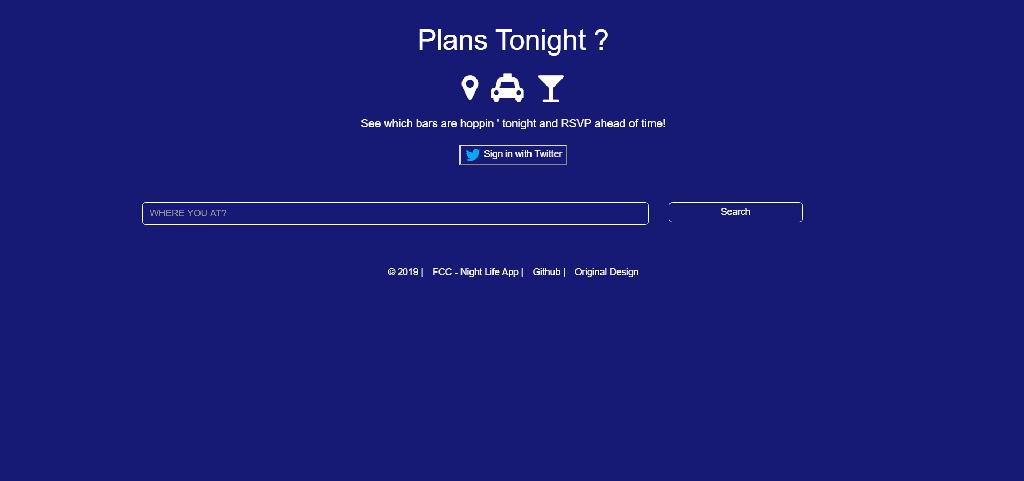 Plans Tonight ?
See which bars are hoppin ' tonight and RSVP ahead of time!
Sign in with Twitter
WHERE YOU AT? Search
© 2019 | FCC - Night Life App | Github | Original Design